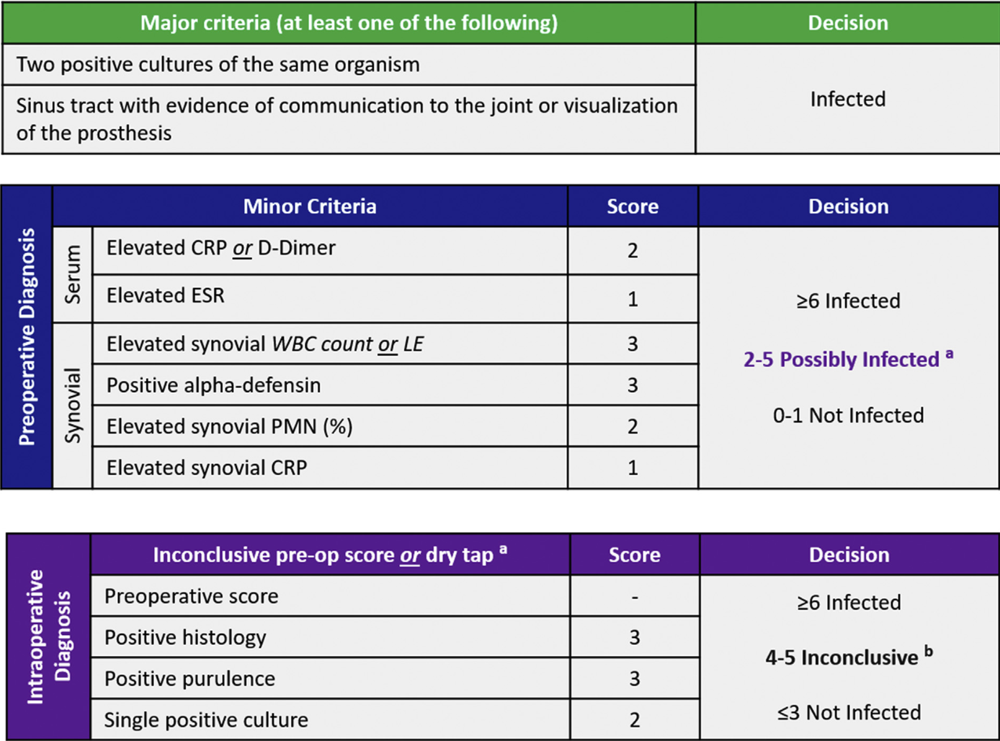 Major criteria (at least one of the following)
Decision
Two positive cultures of the same organism
Sinus tract with evidence of communication to the joint or visualization
of the prosthesis
Infected
Preoperative Diagnosis
Minor Criteria
Score
Decision
Serum
Elevated CRP or D-Dimer
2
Elevated ESR
1
Synovial
Elevated synovial WBC count or LE
3
Positive alpha-defensin
3
Elevated synovial PMN (%)
2
Elevated synovial CRP
1
≥6 Infected
2-5 Possibly Infected a
0-1 Not Infected
Intraoperative
Diagnosis
Inconclusive pre-op score or dry tap a
Score
Decision
Preoperative score
-
Positive histology
3
Positive purulence
3
Single positive culture
2
≥6 Infected
4-5 Inconclusive b
≤3 Not Infected